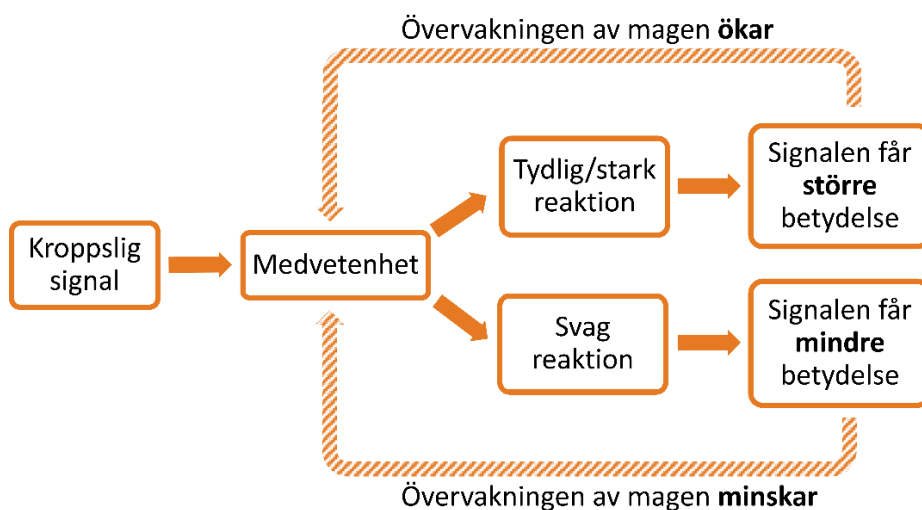 Övervakningen av magen ökar
Tydlig/stark
reaktion
Signalen får
större
betydelse
Kroppslig
signal
Medvetenhet
Svag
reaktion
Signalen får
mindre
betydelse
Övervakningen av magen minskar